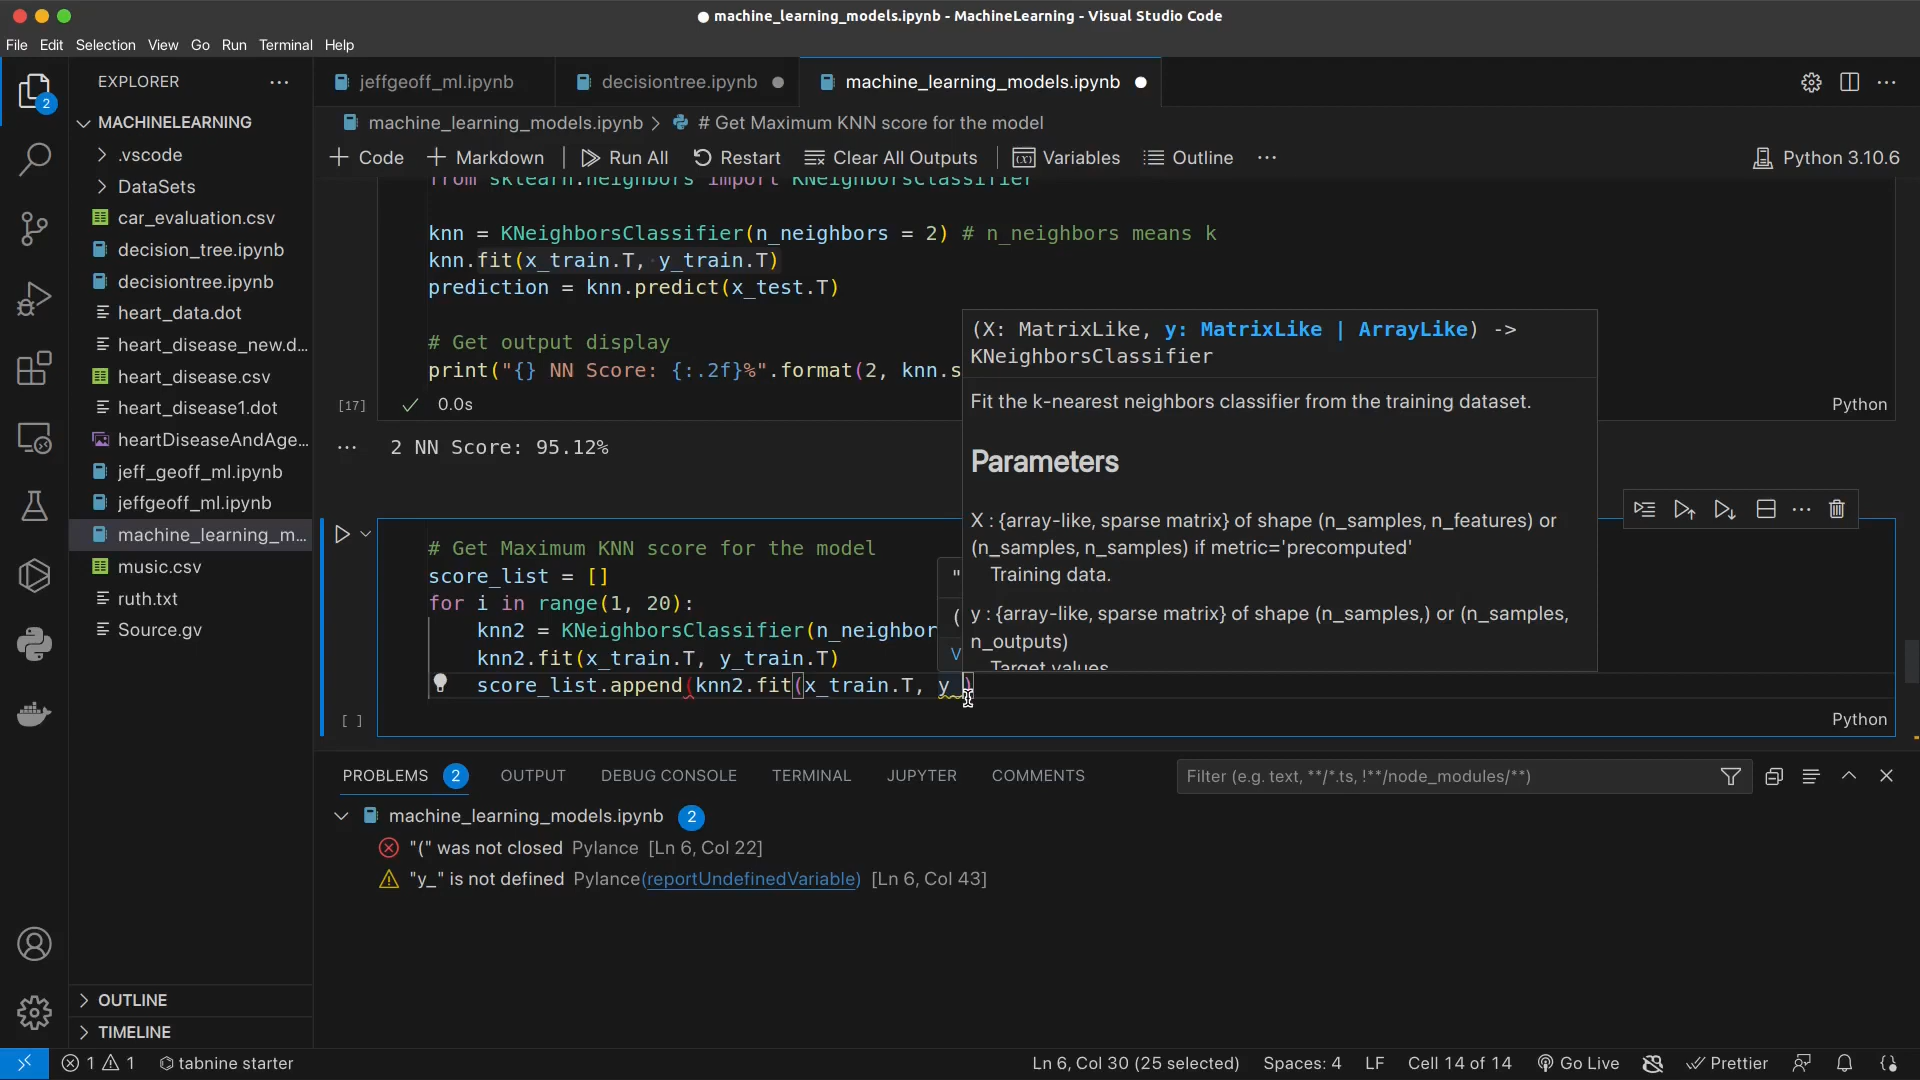 machine_learning_models.ipynb - MachineLearning - Visual Studio Code
File Edit Selection View Go Run Terminal Help
EXPLORER
jeffgeoff_ml.ipynb
decisiontree.ipynb
machine_learning_models.ipynb
2
MACHINELEARNING
.vscode
DataSets
car_evaluation.csv
decision_tree.ipynb
decisiontree.ipynb
heart_data.dot
heart_disease_new.d...
heart_disease.csv
heart_disease1.dot
heartDiseaseAndAge...
jeff_geoff_ml.ipynb
jeffgeoff_ml.ipynb
machine_learning_m...
music.csv
ruth.txt
Source.gv
OUTLINE
TIMELINE
machine_learning_models.ipynb > # Get Maximum KNN score for the model
Code Markdown Run All Restart Clear All Outputs Variables Outline ... Python 3.10.6
from sklearn.neighbors import KNeighborsClassifier
knn = KNeighborsClassifier(n_neighbors = 2) # n_neighbors means k
knn.fit(x_train.T, y_train.T)
prediction = knn.predict(x_test.T)
# Get output display
print("{} NN Score: {:.2f}%".format(2, knn.s
[17] 0.0s
Python
2 NN Score: 95.12%
(X: MatrixLike, y: MatrixLike | ArrayLike) ->
KNeighborsClassifier
Fit the k-nearest neighbors classifier from the training dataset.
Parameters
X : {array-like, sparse matrix} of shape (n_samples, n_features) or
(n_samples, n_samples) if metric='precomputed'
Training data.
y : {array-like, sparse matrix} of shape (n_samples,) or (n_samples,
n_outputs)
Target values
# Get Maximum KNN score for the model
score_list = []
for i in range(1, 20):
knn2 = KNeighborsClassifier(n_neighbor
knn2.fit(x_train.T, y_train.T)
score_list.append(knn2.fit(x_train.T, y_)
[ ]
Python
PROBLEMS 2 OUTPUT DEBUG CONSOLE TERMINAL JUPYTER COMMENTS
Filter (e.g. text, **/*.ts, !**/node_modules/**)
machine_learning_models.ipynb 2
"(" was not closed Pylance [Ln 6, Col 22]
"y_" is not defined Pylance(reportUndefinedVariable) [Ln 6, Col 43]
1 1 tabnine starter
Ln 6, Col 30 (25 selected) Spaces: 4 LF Cell 14 of 14 Go Live Prettier